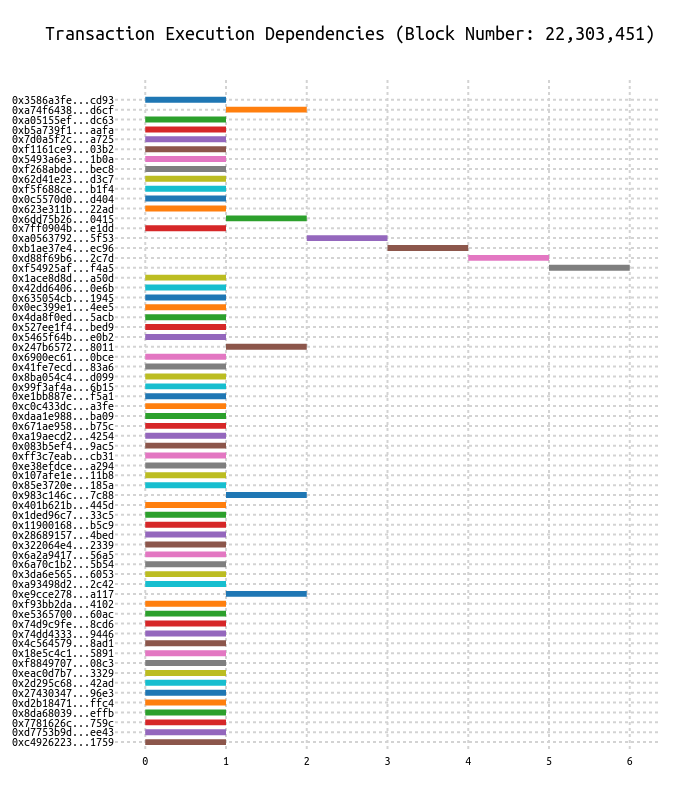 Transaction Execution Dependencies (Block Number: 22,303,451)
0x3586a3fe...cd93
0xa74f6438...d6cf
0xa05155ef...dc63
0xb5a739f1...aafa
0x7d0a5f2c...a725
0xf1161ce9...03b2
0x5493a6e3...1b0a
0xf268abde...bec8
0x62d41e23...d3c7
0xf5f688ce...b1f4
0x0c5570d0...d404
0x623e311b...22ad
0x6dd75b26...0415
0x7ff0904b...e1dd
0xa0563792...5f53
0xb1ae37e4...ec96
0xd88f69b6...2c7d
0xf54925af...f4a5
0x1ace8d8d...a50d
0x42dd6406...0e6b
0x635054cb...1945
0x0ec399e1...4ee5
0x4da8f0ed...5acb
0x527ee1f4...bed9
0x5465f64b...e0b2
0x247b6572...8011
0x6900ec61...0bce
0x41fe7ecd...83a6
0x8ba054c4...d099
0x99f3af4a...6b15
0xe1bb887e...f5a1
0xc0c433dc...a3fe
0xdaa1e988...ba09
0x671ae958...b75c
0xa19aecd2...4254
0x083b5ef4...9ac5
0xff3c7eab...cb31
0xe38efdce...a294
0x107afe1e...11b8
0x85e3720e...185a
0x983c146c...7c88
0x401b621b...445d
0x1ded96c7...33c5
0x11900168...b5c9
0x28689157...4bed
0x322064e4...2339
0x6a2a9417...56a5
0x6a70c1b2...5b54
0x3da6e565...6053
0xa93498d2...2c42
0xe9cce278...a117
0xf93bb2da...4102
0xe5365700...60ac
0x74d9c9fe...8cd6
0x74dd4333...9446
0x4c564579...8ad1
0x18e5c4c1...5891
0xf8849707...08c3
0xeac0d7b7...3329
0x2d295c68...42ad
0x27430347...96e3
0xd2b18471...ffc4
0x8da68039...effb
0x7781626c...759c
0xd7753b9d...ee43
0xc4926223...1759
0 1 2 3 4 5 6